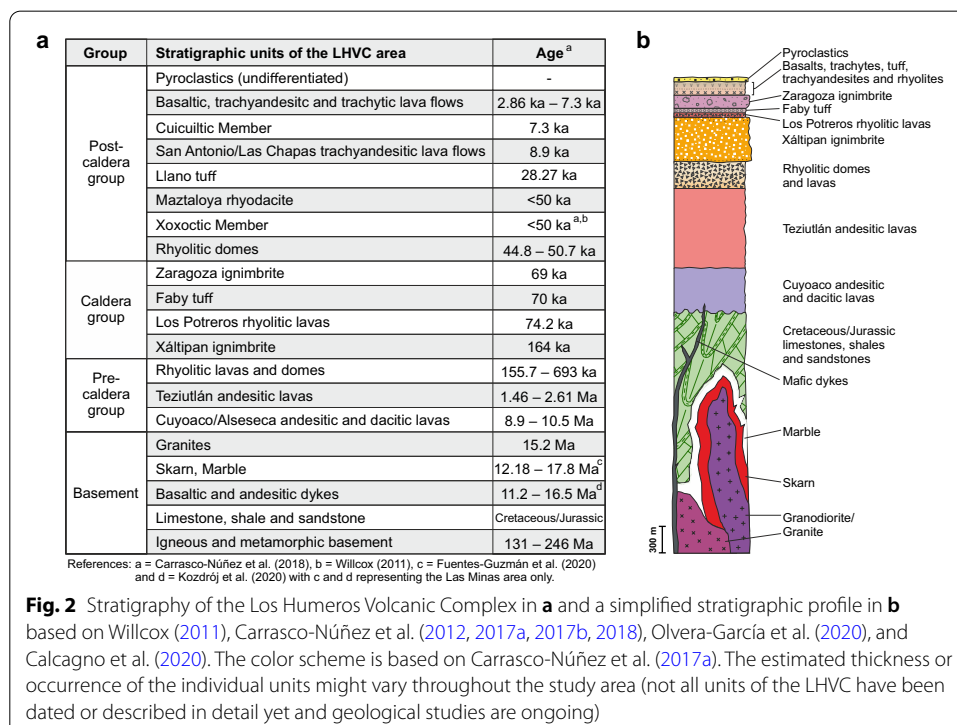 a
Group Stratigraphic units of the LHVC area Age a
Post-caldera group
Pyroclastics (undifferentiated) -
Basaltic, trachyandesitc and trachytic lava flows 2.86 ka – 7.3 ka
Cuicuiltic Member 7.3 ka
San Antonio/Las Chapas trachyandesitic lava flows 8.9 ka
Llano tuff 28.27 ka
Maztaloya rhyodacite <50 ka
Xoxoctic Member <50 ka a,b
Rhyolitic domes 44.8 – 50.7 ka
Caldera group
Zaragoza ignimbrite 69 ka
Faby tuff 70 ka
Los Potreros rhyolitic lavas 74.2 ka
Xáltipan ignimbrite 164 ka
Pre-caldera group
Rhyolitic lavas and domes 155.7 – 693 ka
Teziutlán andesitic lavas 1.46 – 2.61 Ma
Cuyoaco/Alseseca andesitic and dacitic lavas 8.9 – 10.5 Ma
Basement
Granites 15.2 Ma
Skarn, Marble 12.18 – 17.8 Ma c
Basaltic and andesitic dykes 11.2 – 16.5 Ma d
Limestone, shale and sandstone Cretaceous/Jurassic
Igneous and metamorphic basement 131 – 246 Ma
References: a = Carrasco-Núñez et al. (2018), b = Willcox (2011), c = Fuentes-Guzmán et al. (2020)
and d = Kozdrój et al. (2020) with c and d representing the Las Minas area only.
b
Pyroclastics
Basalts, trachytes, tuff,
trachyandesites and rhyolites
Zaragoza ignimbrite
Faby tuff
Los Potreros rhyolitic lavas
Xáltipan ignimbrite
Rhyolitic domes
and lavas
Teziutlán andesitic lavas
Cuyoaco andesitic
and dacitic lavas
Cretaceous/Jurassic
limestones, shales
and sandstones
Mafic dykes
Marble
Skarn
Granodiorite/
Granite
300 m
Fig. 2 Stratigraphy of the Los Humeros Volcanic Complex in a and a simplified stratigraphic profile in b
based on Willcox (2011), Carrasco-Núñez et al. (2012, 2017a, 2017b, 2018), Olvera-García et al. (2020), and
Calcagno et al. (2020). The color scheme is based on Carrasco-Núñez et al. (2017a). The estimated thickness or
occurrence of the individual units might vary throughout the study area (not all units of the LHVC have been
dated or described in detail yet and geological studies are ongoing)